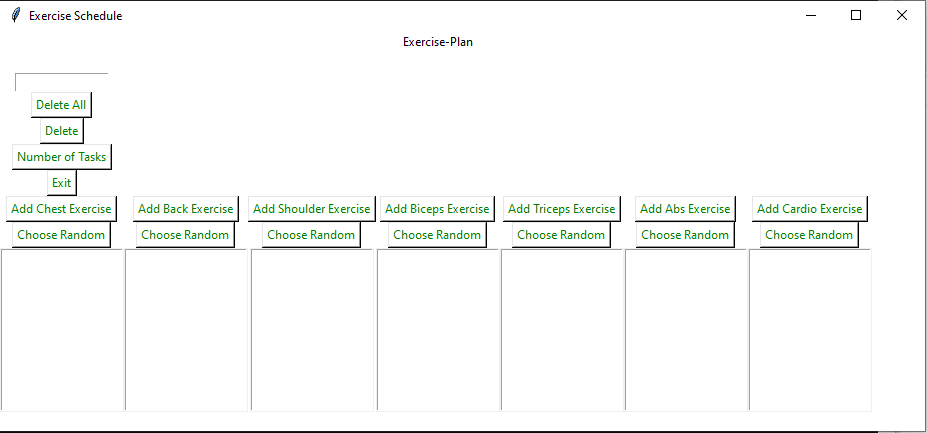 Exercise Schedule
Exercise-Plan
Delete All
Delete
Number of Tasks
Exit
Add Chest Exercise Add Back Exercise Add Shoulder Exercise Add Biceps Exercise Add Triceps Exercise Add Abs Exercise Add Cardio Exercise
Choose Random Choose Random Choose Random Choose Random Choose Random Choose Random Choose Random